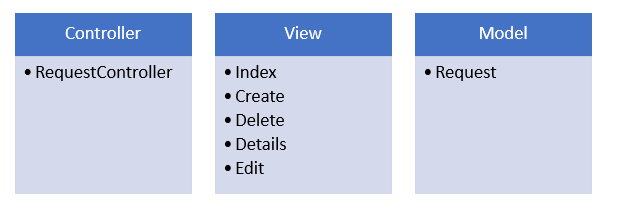 Controller
• RequestController
View
• Index
• Create
• Delete
• Details
• Edit
Model
• Request